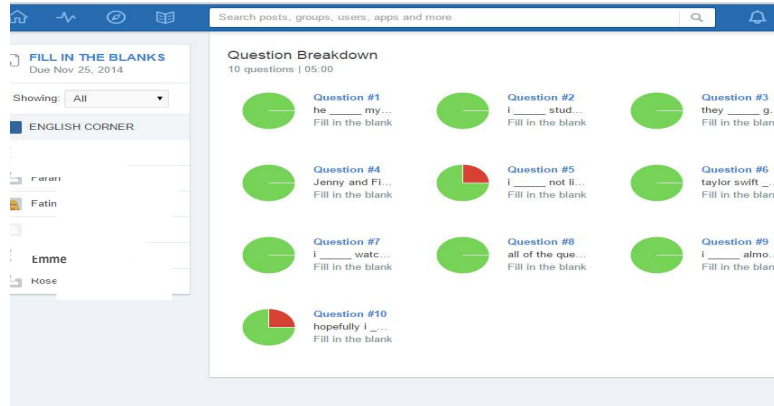 Search posts, groups, users, apps and more
FILL IN THE BLANKS
Due Nov 25, 2014
Showing: All
ENGLISH CORNER
Farah
Fatin
Emme
Rose
Question Breakdown
10 questions | 05:00
Question #1
he _____ my...
Fill in the blank
Question #2
i _____ stud...
Fill in the blank
Question #3
they _____ g...
Fill in the blank
Question #4
Jenny and Fi...
Fill in the blank
Question #5
i _____ not li...
Fill in the blank
Question #6
taylor swift _...
Fill in the blank
Question #7
i _____ watc...
Fill in the blank
Question #8
all of the que...
Fill in the blank
Question #9
i _____ almo...
Fill in the blank
Question #10
hopefully i _...
Fill in the blank